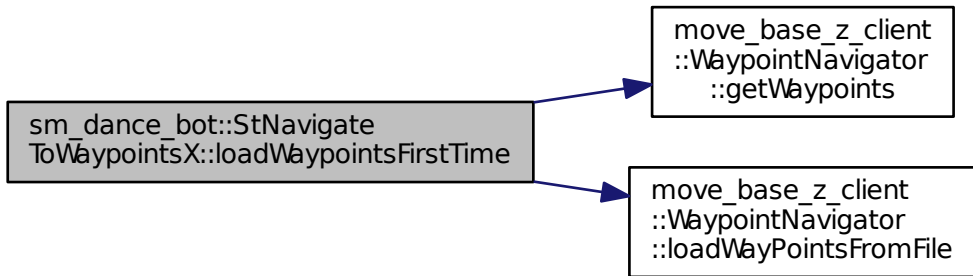 sm_dance_bot::StNavigate
ToWaypointsX::loadWaypointsFirstTime
move_base_z_client
::WaypointNavigator
::getWaypoints
move_base_z_client
::WaypointNavigator
::loadWayPointsFromFile